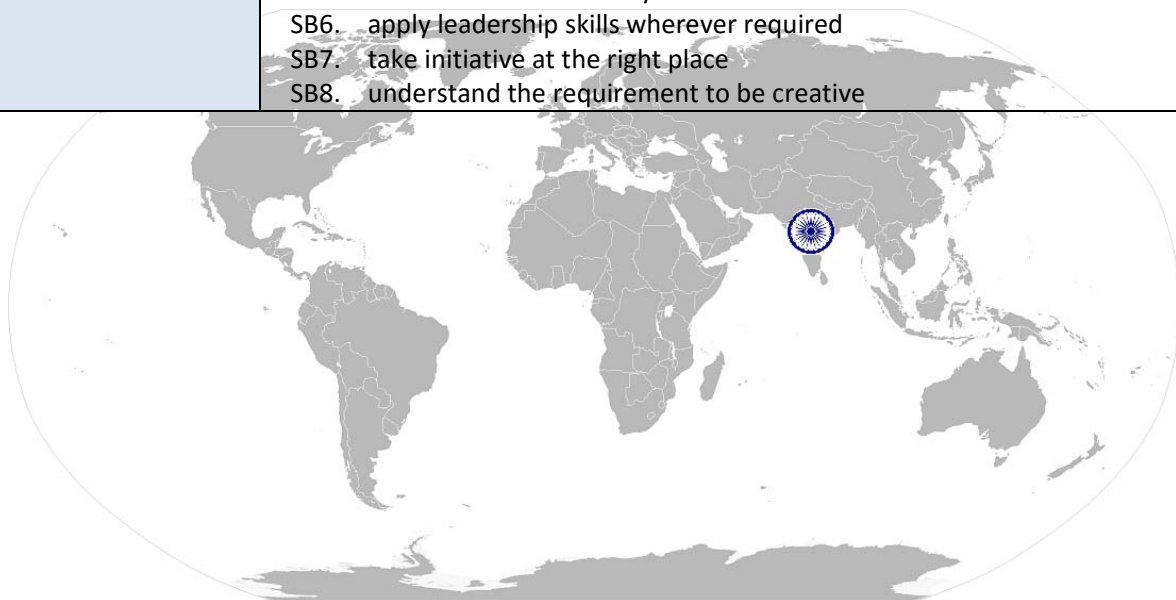 SB6. apply leadership skills wherever required
SB7. take initiative at the right place
SB8. understand the requirement to be creative